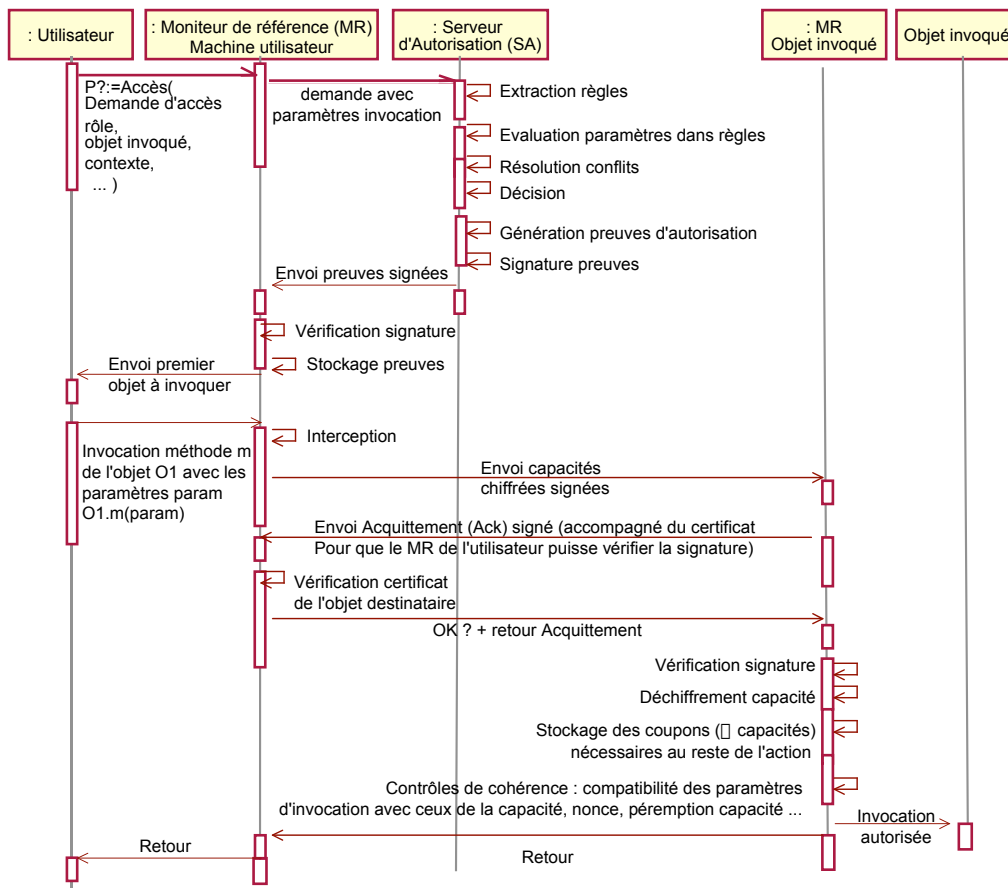 : Utilisateur
: Moniteur de référence (MR)
Machine utilisateur
: Serveur
d'Autorisation (SA)
: MR
Objet invoqué
Objet invoqué
P?:=Accès(
Demande d'accès
rôle,
objet invoqué,
contexte,
... )
demande avec
paramètres invocation
Extraction règles
Evaluation paramètres dans règles
Résolution conflits
Décision
Génération preuves d'autorisation
Signature preuves
Envoi preuves signées
Vérification signature
Stockage preuves
Envoi premier
objet à invoquer
Interception
Invocation méthode m
de l'objet O1 avec les
paramètres param
O1.m(param)
Envoi capacités
chiffrées signées
Envoi Acquittement (Ack) signé (accompagné du certificat
Pour que le MR de l'utilisateur puisse vérifier la signature)
Vérification certificat
de l'objet destinataire
OK ? + retour Acquittement
Vérification signature
Déchiffrement capacité
Stockage des coupons (▯ capacités)
nécessaires au reste de l'action
Contrôles de cohérence : compatibilité des paramètres
d'invocation avec ceux de la capacité, nonce, péremption capacité ...
Invocation
autorisée
Retour
Retour